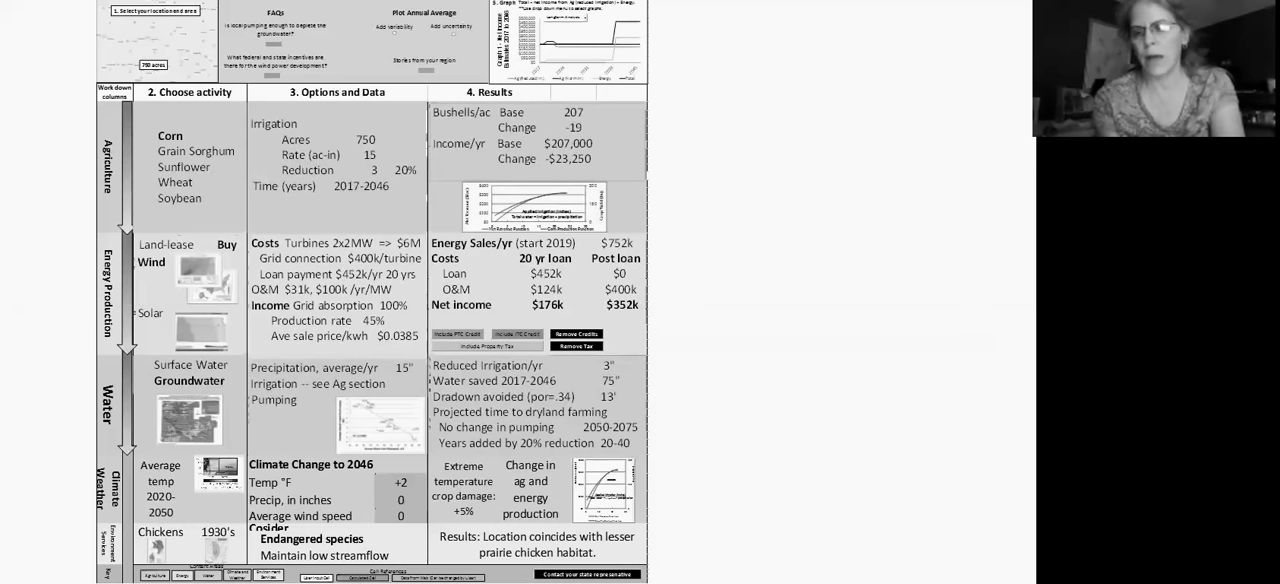 1. Select your location and area
750 acres
FAQs
Is local pumping enough to deplete the groundwater?
What federal and state incentives are there for the wind power development?
Plot Annual Average
Add variability
Add uncertainty
Stories from your region
5. Graph
Work down columns
2. Choose activity
3. Options and Data
4. Results
Agriculture
Corn
Grain Sorghum
Sunflower
Wheat
Soybean
Irrigation
Acres 750
Rate (ac-in) 15
Reduction 3 20%
Time (years) 2017-2046
Bushells/ac Base 207
Change -19
Income/yr Base $207,000
Change -$23,250
Energy Production
Land-lease Buy
Wind
Solar
Costs Turbines 2x2MW => $6M
Grid connection $400k/turbine
Loan payment $452k/yr 20 yrs
O&M $31k, $100k /yr/MW
Income Grid absorption 100%
Production rate 45%
Ave sale price/kwh $0.0385
Energy Sales/yr (start 2019) $752k
Costs 20 yr loan Post loan
Loan $452k $0
O&M $124k $400k
Net income $176k $352k
Include PTC Credit
Include ITC Credit
Remove Credits
Include Property Tax
Remove Tax
Water
Surface Water
Groundwater
Precipitation, average/yr 15"
Irrigation -- see Ag section
Pumping
Reduced Irrigation/yr 3"
Water saved 2017-2046 75"
Dradown avoided (por=.34) 13'
Projected time to dryland farming
No change in pumping 2050-2075
Years added by 20% reduction 20-40
Climate Weather
Average
temp
2020-
2050
Climate Change to 2046
Temp °F +2
Precip, in inches 0
Average wind speed 0
Extreme
temperature
crop damage:
+5%
Change in
ag and
energy
production
Environment Services
Chickens 1930's
Cosider
Endangered species
Maintain low streamflow
Results: Location coincides with lesser
prairie chicken habitat.
Key
Content Areas
Agriculture
Energy
Water
Climate and Weather
Environment Services
Cell References
User Input Cell
Calculated Cell
Contact your state represenative